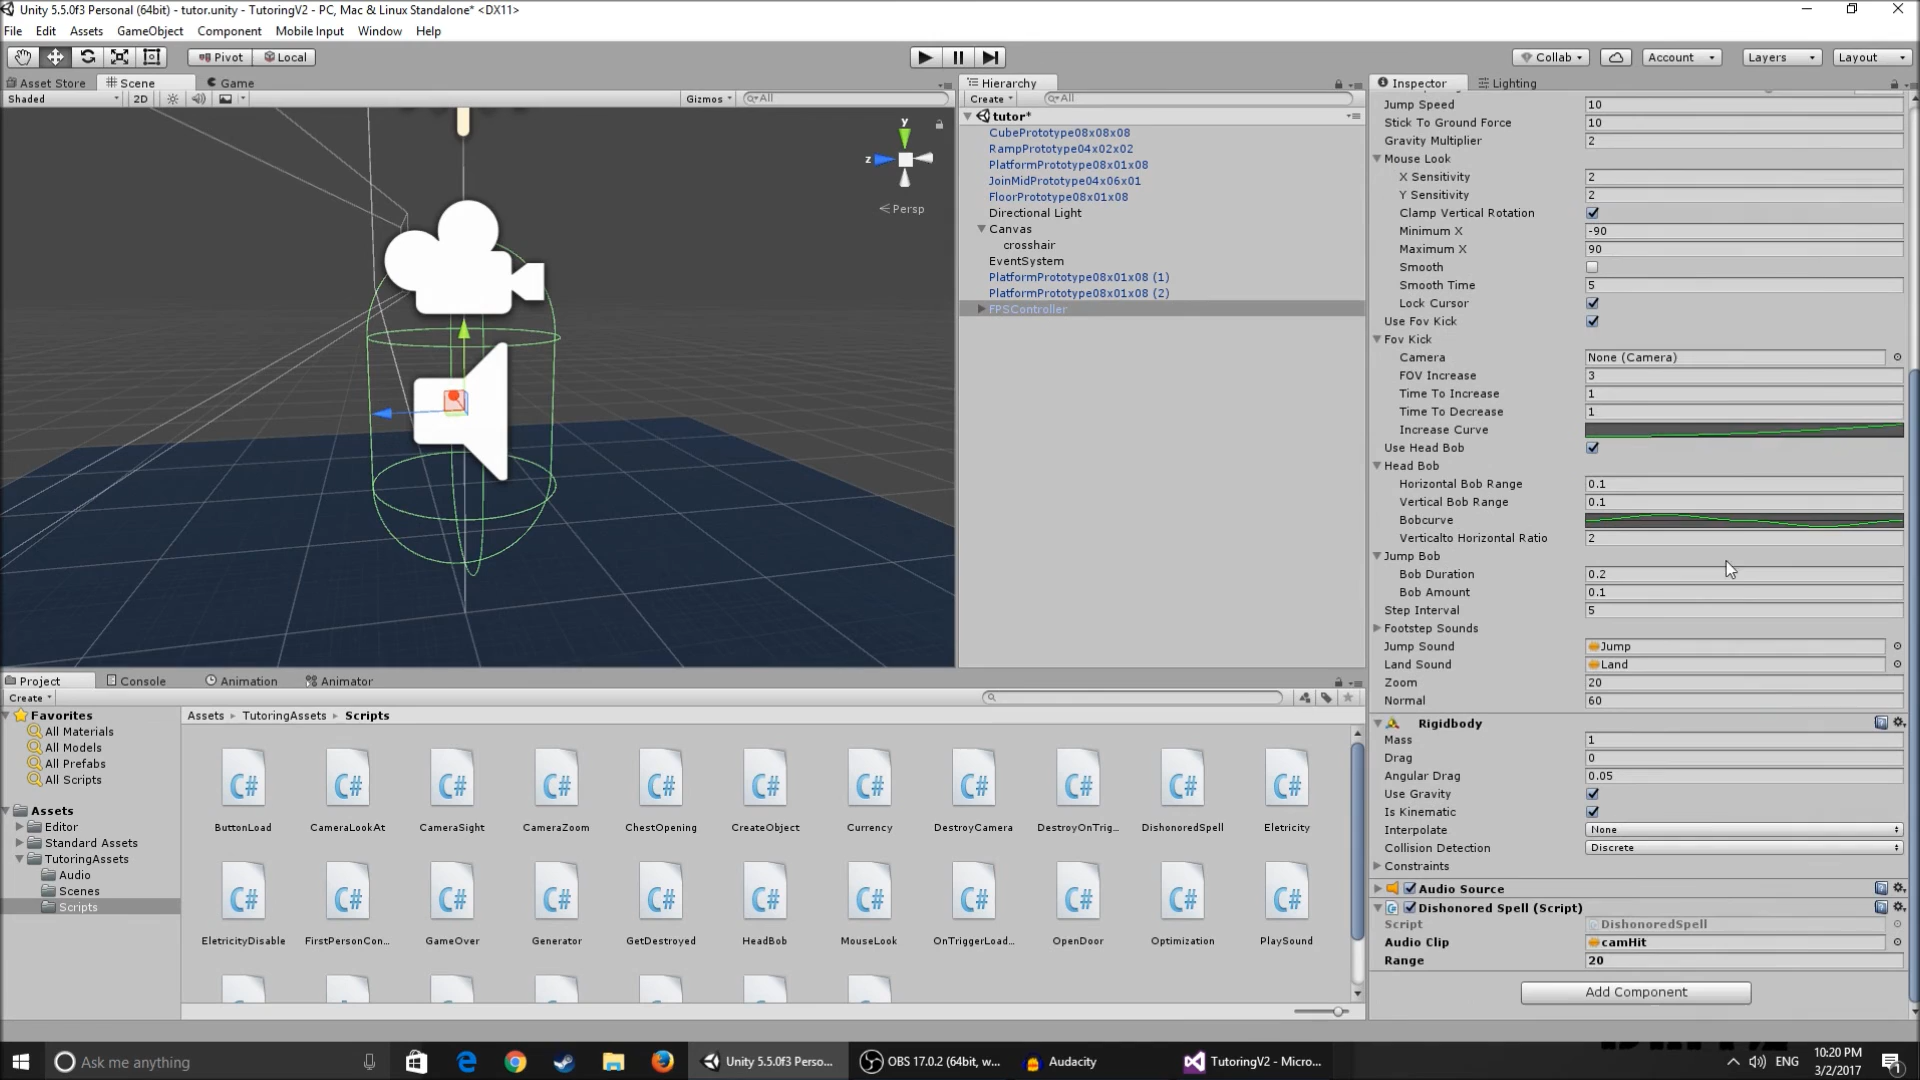 Unity 5.5.0f3 Personal (64bit) - tutor.unity - TutoringV2 - PC, Mac & Linux Standalone* <DX11>
File Edit Assets GameObject Component Mobile Input Window Help
Pivot Local Collab Account Layers Layout
Asset Store Scene Game
Shaded 2D Gizmos All
y
z
Persp
Hierarchy
Create All
tutor*
CubePrototype08x08x08
RampPrototype04x02x02
PlatformPrototype08x01x08
JoinMidPrototype04x06x01
FloorPrototype08x01x08
Directional Light
Canvas
crosshair
EventSystem
PlatformPrototype08x01x08 (1)
PlatformPrototype08x01x08 (2)
FPSController
Inspector Lighting
Jump Speed 10
Stick To Ground Force 10
Gravity Multiplier 2
Mouse Look
X Sensitivity 2
Y Sensitivity 2
Clamp Vertical Rotation
Minimum X -90
Maximum X 90
Smooth
Smooth Time 5
Lock Cursor
Use Fov Kick
Fov Kick
Camera None (Camera)
FOV Increase 3
Time To Increase 1
Time To Decrease 1
Increase Curve
Use Head Bob
Head Bob
Horizontal Bob Range 0.1
Vertical Bob Range 0.1
Bobcurve
Verticalto Horizontal Ratio 2
Jump Bob
Bob Duration 0.2
Bob Amount 0.1
Step Interval 5
Footstep Sounds
Jump Sound Jump
Land Sound Land
Zoom 20
Normal 60
Rigidbody
Mass 1
Drag 0
Angular Drag 0.05
Use Gravity
Is Kinematic
Interpolate None
Collision Detection Discrete
Constraints
Audio Source
Dishonored Spell (Script)
Script DishonoredSpell
Audio Clip camHit
Range 20
Add Component
Project Console Animation Animator
Create
Favorites
All Materials
All Models
All Prefabs
All Scripts
Assets
Editor
Standard Assets
TutoringAssets
Audio
Scenes
Scripts
Assets TutoringAssets Scripts
C# C# C# C# C# C# C# C# C# C# C#
ButtonLoad CameraLookAt CameraSight CameraZoom ChestOpening CreateObject Currency DestroyCamera DestroyOnTrig... DishonoredSpell Eletricity
C# C# C# C# C# C# C# C# C# C# C#
EletricityDisable FirstPersonCon... GameOver Generator GetDestroyed HeadBob MouseLook OnTriggerLoad... OpenDoor Optimization PlaySound
Ask me anything Unity 5.5.0f3 Perso... OBS 17.0.2 (64bit, w... Audacity TutoringV2 - Micro... ENG 10:20 PM
3/2/2017 1